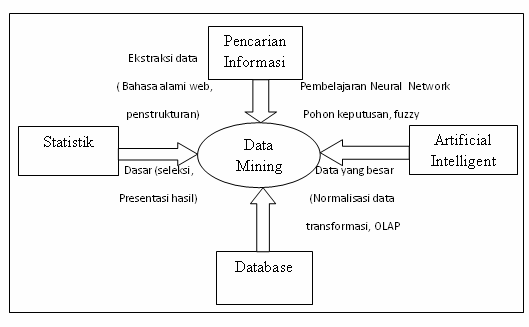 Pencarian
Informasi
Ekstraksi data
( Bahasa alami web,
penstrukturan)
Pembelajaran Neural Network
Pohon keputusan, fuzzy
Statistik
Data
Mining
Artificial
Intelligent
Dasar (seleksi,
Presentasi hasil)
Data yang besar
(Normalisasi data
transformasi, OLAP
Database